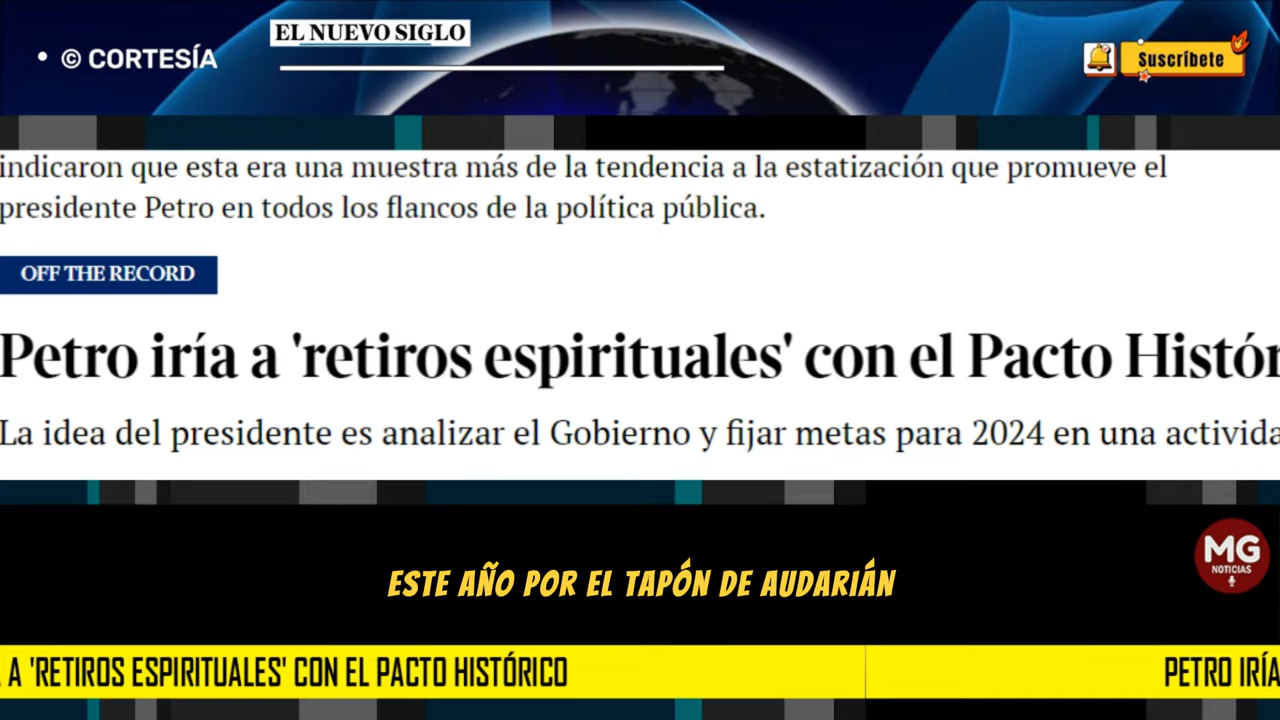 EL NUEVO SIGLO
• © CORTESÍA
Suscríbete
indicaron que esta era una muestra más de la tendencia a la estatización que promueve el
presidente Petro en todos los flancos de la política pública.
OFF THE RECORD
Petro iría a 'retiros espirituales' con el Pacto Histór
La idea del presidente es analizar el Gobierno y fijar metas para 2024 en una activida
MG
NOTICIAS
ESTE AÑO POR EL TAPÓN DE AUDARIÁN
A 'RETIROS ESPIRITUALES' CON EL PACTO HISTÓRICO
PETRO IRÍA